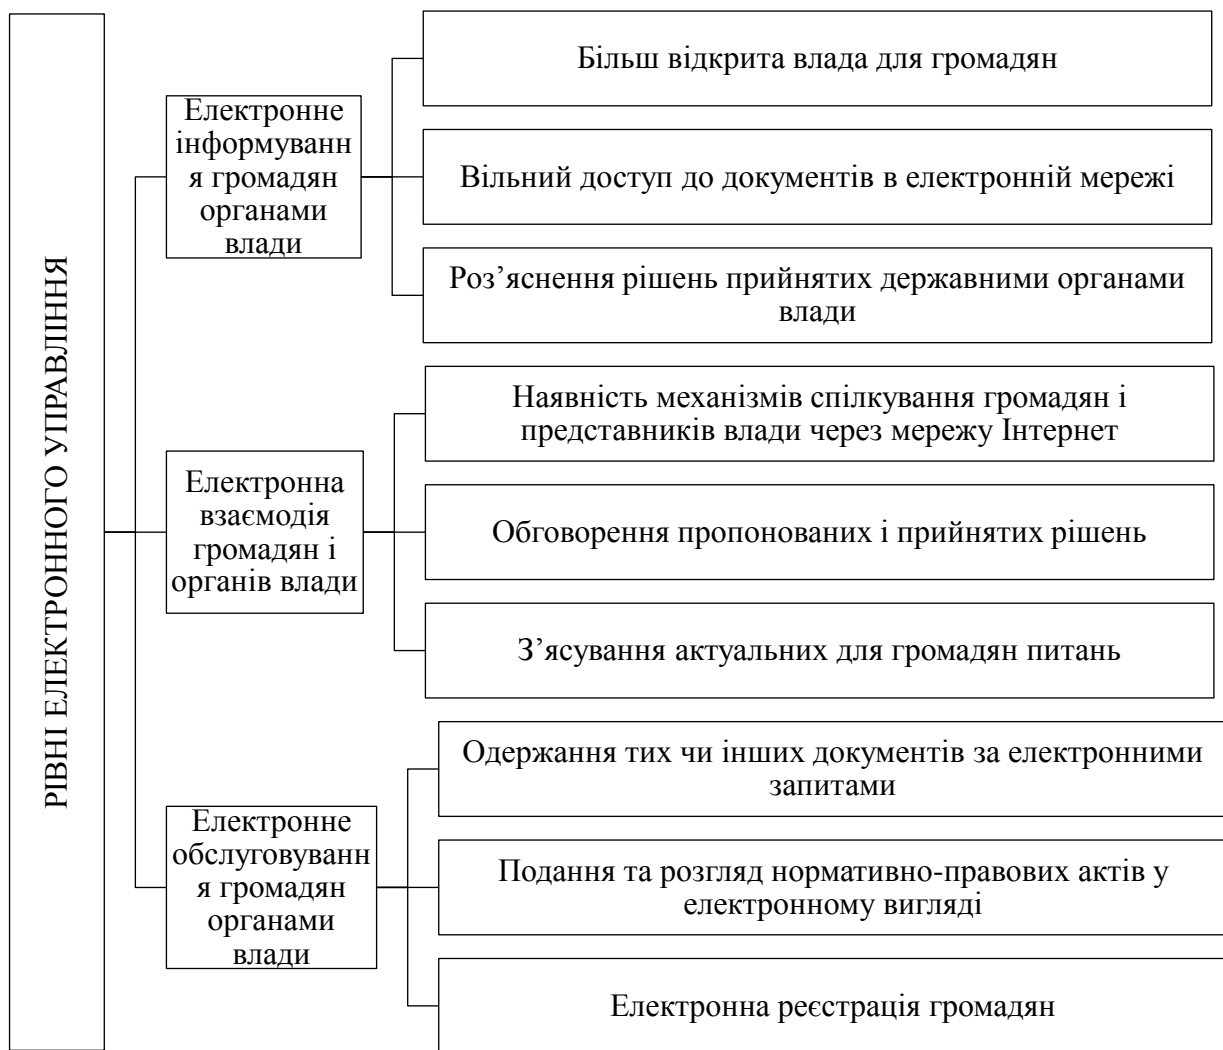 РІВНІ ЕЛЕКТРОННОГО УПРАВЛІННЯ
Електронне
інформуванн
я громадян
органами
влади
Більш відкрита влада для громадян
Вільний доступ до документів в електронній мережі
Роз’яснення рішень прийнятих державними органами
влади
Електронна
взаємодія
громадян і
органів влади
Наявність механізмів спілкування громадян і
представників влади через мережу Інтернет
Обговорення пропонованих і прийнятих рішень
З’ясування актуальних для громадян питань
Електронне
обслуговуванн
я громадян
органами
влади
Одержання тих чи інших документів за електронними
запитами
Подання та розгляд нормативно-правових актів у
електронному вигляді
Електронна реєстрація громадян